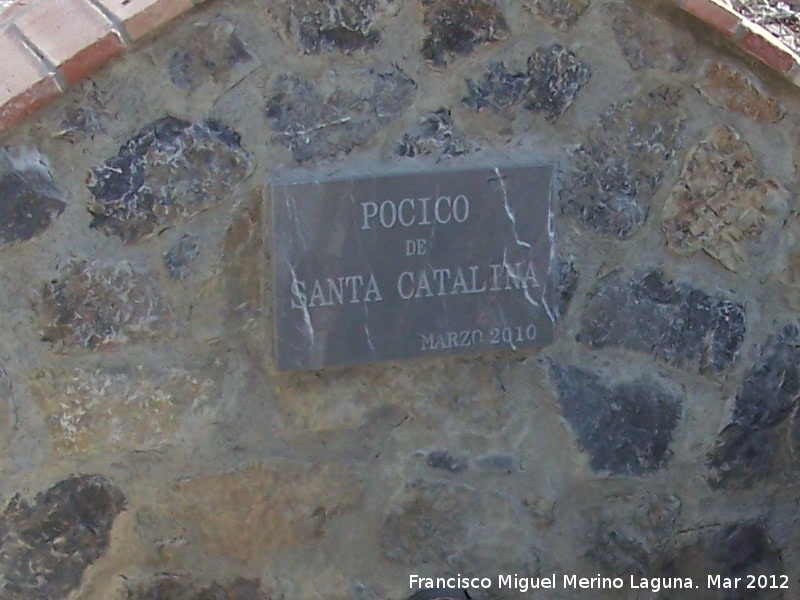 POCICO
DE
SANTA CATALINA
MARZO 2010
Francisco Miguel Merino Laguna. Mar 2012